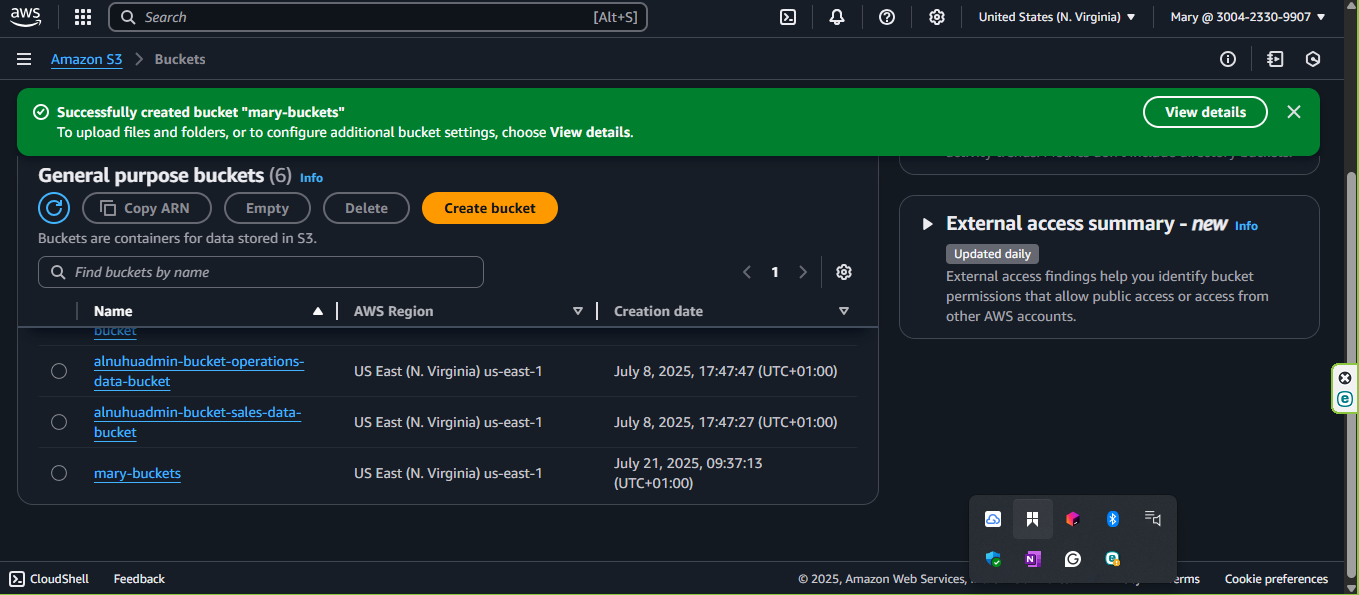 aws
Search
[Alt+S]
United States (N. Virginia)
Mary @ 3004-2330-9907
Amazon S3
Buckets
Successfully created bucket "mary-buckets"
To upload files and folders, or to configure additional bucket settings, choose View details.
View details
General purpose buckets (6) Info
Copy ARN
Empty
Delete
Create bucket
Buckets are containers for data stored in S3.
Find buckets by name
1
Name
AWS Region
Creation date
bucket
alnuhuadmin-bucket-operations-
data-bucket
US East (N. Virginia) us-east-1
July 8, 2025, 17:47:47 (UTC+01:00)
alnuhuadmin-bucket-sales-data-
bucket
US East (N. Virginia) us-east-1
July 8, 2025, 17:47:27 (UTC+01:00)
mary-buckets
US East (N. Virginia) us-east-1
July 21, 2025, 09:37:13
(UTC+01:00)
External access summary - new Info
Updated daily
External access findings help you identify bucket
permissions that allow public access or access from
other AWS accounts.
CloudShell
Feedback
© 2025, Amazon Web Services,
Cookie preferences